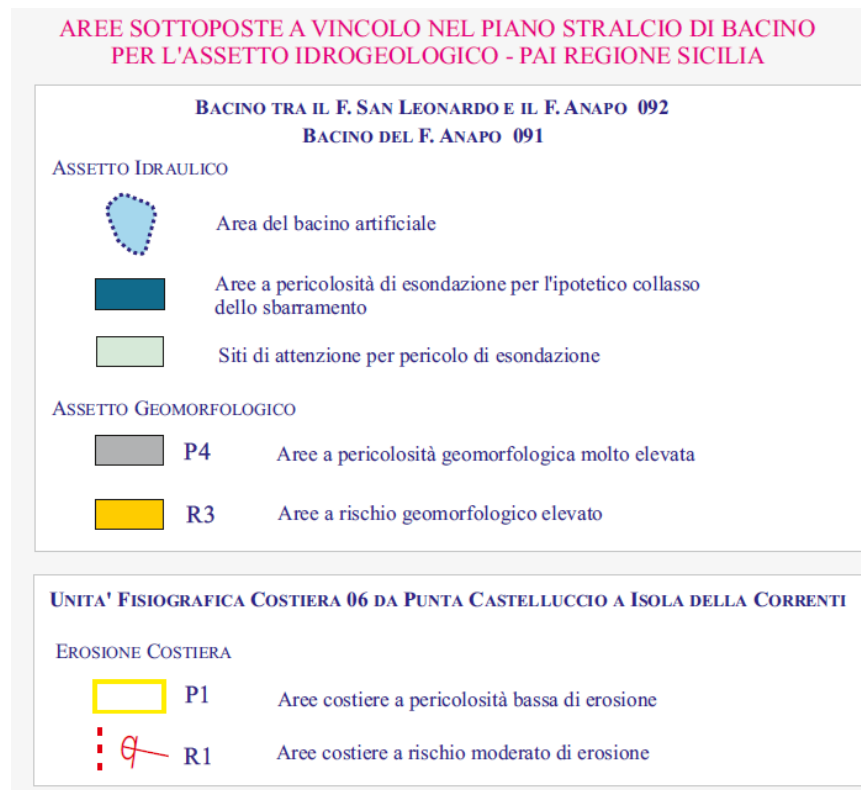 AREE SOTTOPOSTE A VINCOLO NEL PIANO STRALCIO DI BACINO
PER L'ASSETTO IDROGEOLOGICO - PAI REGIONE SICILIA
BACINO TRA IL F. SAN LEONARDO E IL F. ANAPO 092
BACINO DEL F. ANAPO 091
ASSETTO IDRAULICO
Area del bacino artificiale
Aree a pericolosità di esondazione per l'ipotetico collasso
dello sbarramento
Siti di attenzione per pericolo di esondazione
ASSETTO GEOMORFOLOGICO
P4 Aree a pericolosità geomorfologica molto elevata
R3 Aree a rischio geomorfologico elevato
UNITA' FISIOGRAFICA COSTIERA 06 DA PUNTA CASTELLUCCIO A ISOLA DELLA CORRENTI
EROSIONE COSTIERA
P1 Aree costiere a pericolosità bassa di erosione
R1 Aree costiere a rischio moderato di erosione